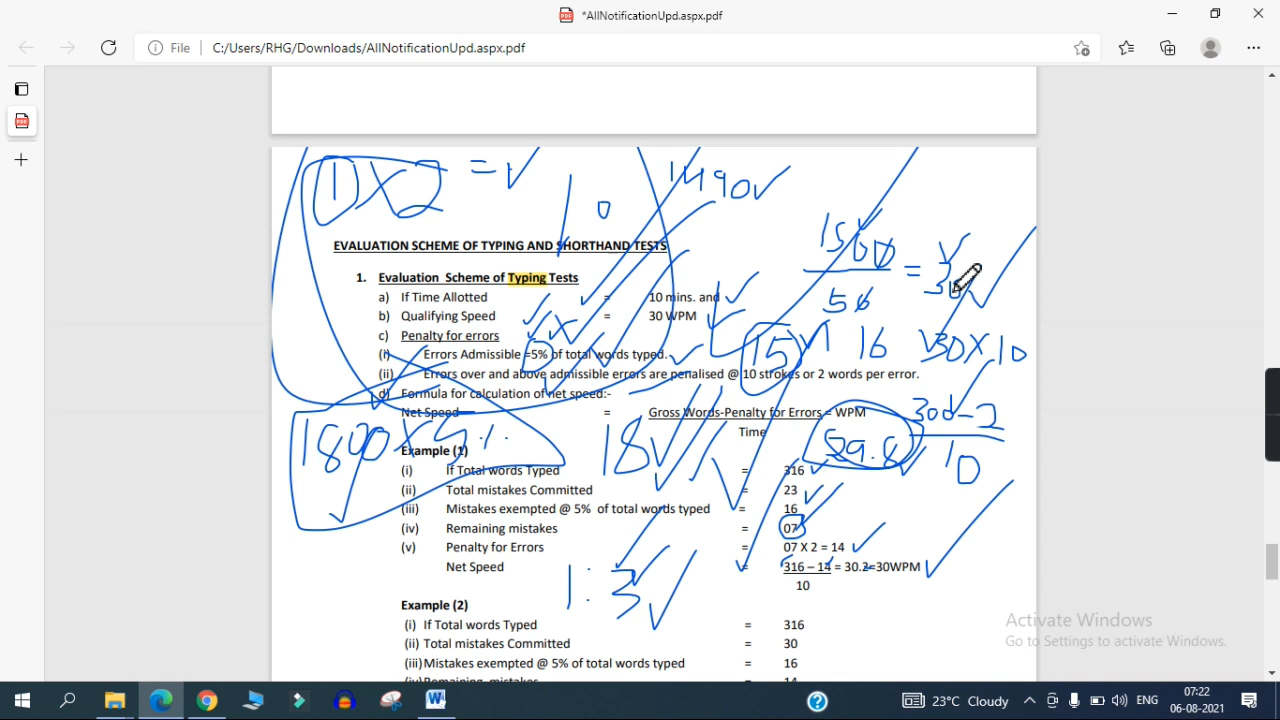 *AllNotificationUpd.aspx.pdf
File | C:/Users/RHG/Downloads/AllNotificationUpd.aspx.pdf
1 X 2 =
10
1490
EVALUATION SCHEME OF TYPING AND SHORTHAND TESTS
1500
50
=
30
1. Evaluation Scheme of Typing Tests
a) If Time Allotted = 10 mins. and
b) Qualifying Speed = 30 WPM
c) Penalty for errors
15
16
30X10
(i) Errors Admissible =5% of total words typed.
(ii) Errors over and above admissible errors are penalised @ 10 strokes or 2 words per error.
d) Formula for calculation of net speed:-
Net Speed = Gross Words-Penalty for Errors = WPM
Time
300-2
10
29.8
1800 X 5%
18
Example (1)
(i) If Total words Typed = 316
(ii) Total mistakes Committed = 23
(iii) Mistakes exempted @ 5% of total words typed = 16
(iv) Remaining mistakes = 07
(v) Penalty for Errors = 07 X 2 = 14
Net Speed = 316 – 14 = 30.2=30WPM
10
1:3
Example (2)
(i) If Total words Typed = 316
(ii) Total mistakes Committed = 30
(iii) Mistakes exempted @ 5% of total words typed = 16
(iv) Remaining mistakes = 14
Activate Windows
Go to Settings to activate Windows.
23°C Cloudy
ENG
07:22
06-08-2021